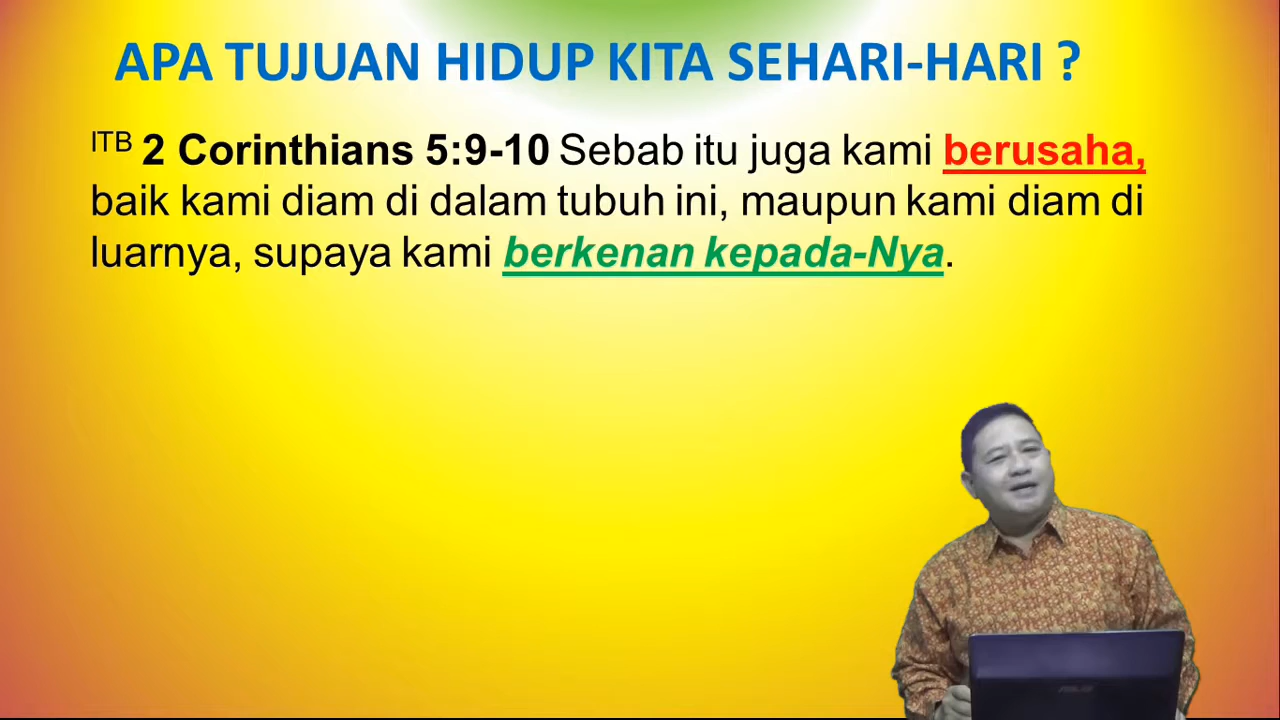 APA TUJUAN HIDUP KITA SEHARI-HARI ?
ITB 2 Corinthians 5:9-10 Sebab itu juga kami berusaha,
baik kami diam di dalam tubuh ini, maupun kami diam di
luarnya, supaya kami berkenan kepada-Nya.
ASUS